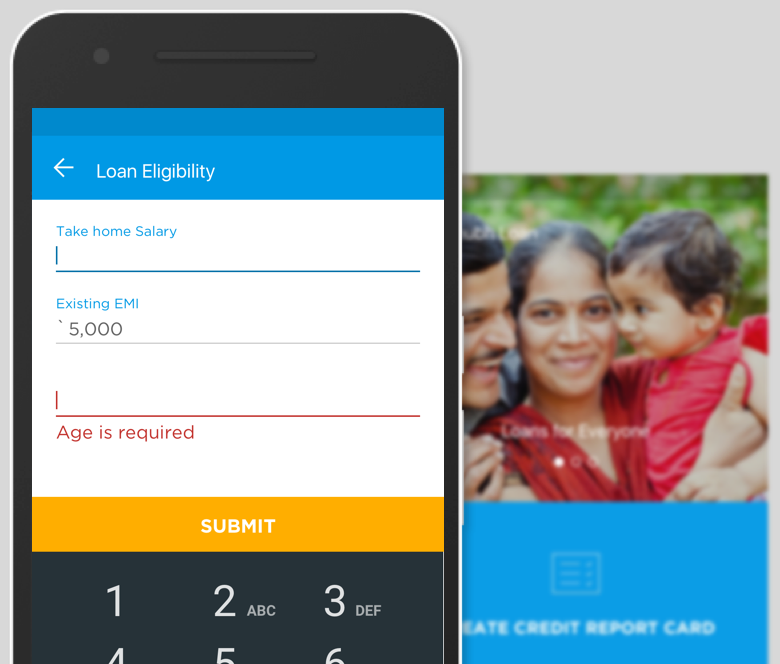 Loan Eligibility
Take home Salary
Existing EMI
` 5,000
Age is required
SUBMIT
1
2 ABC
3 DEF
4
5
6
Loans for Everyone
EATE CREDIT REPORT CARD